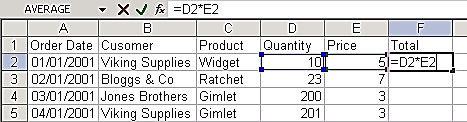 AVERAGE =D2*E2
A B C D E F
1 Order Date Cusomer Product Quantity Price Total
2 01/01/2001 Viking Supplies Widget 10 5 =D2*E2
3 02/01/2001 Bloggs & Co Ratchet 23 7
4 03/01/2001 Jones Brothers Gimlet 200 3
5 04/01/2001 Viking Supplies Gimlet 201 3